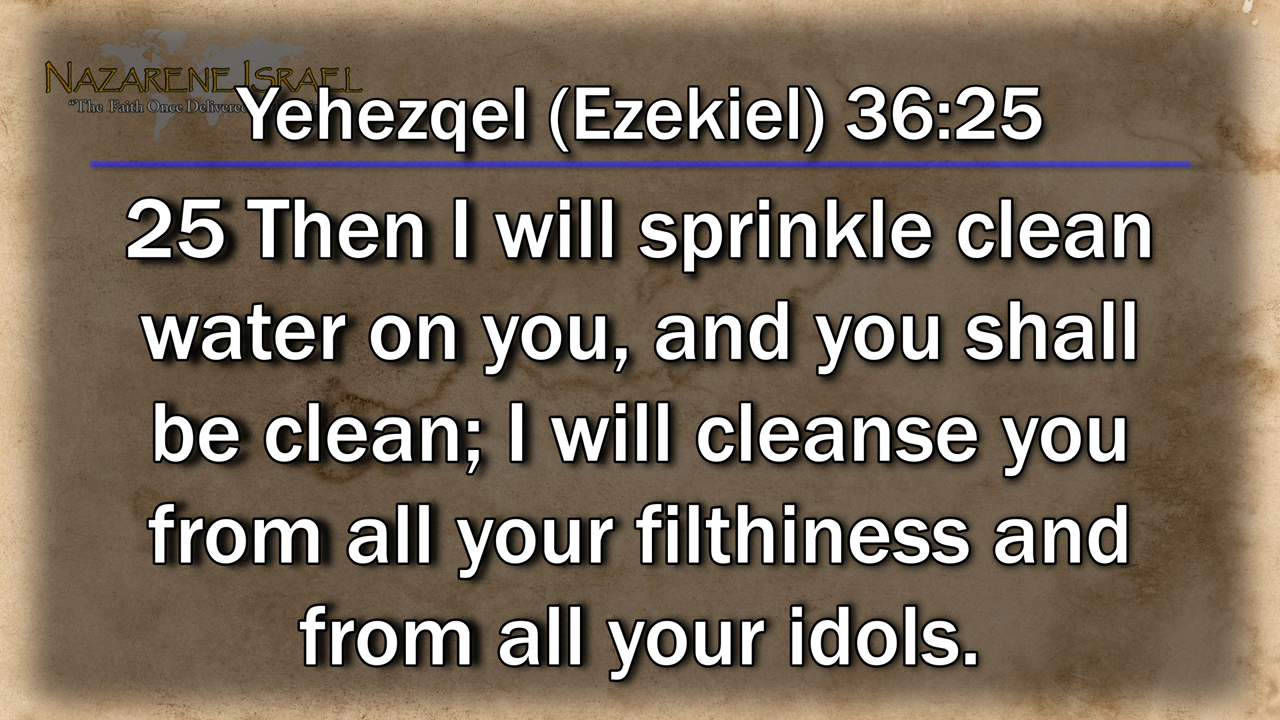 NAZARENE ISRAEL
"The Faith Once Delivered
Yehezqel (Ezekiel) 36:25
25 Then I will sprinkle clean
water on you, and you shall
be clean; I will cleanse you
from all your filthiness and
from all your idols.